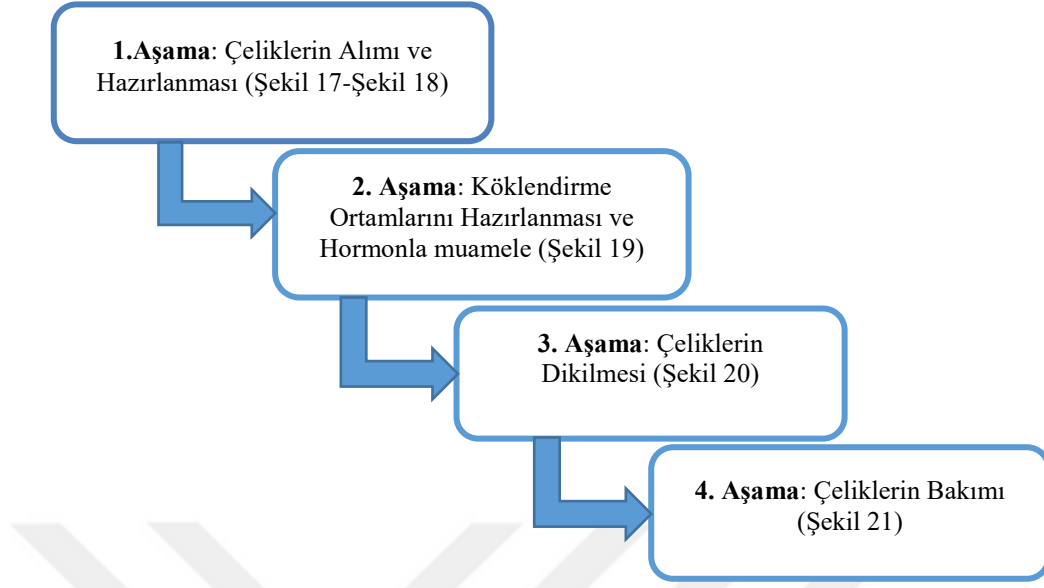 1.Aşama: Çeliklerin Alımı ve
Hazırlanması (Şekil 17-Şekil 18)
2. Aşama: Köklendirme
Ortamlarını Hazırlanması ve
Hormonla muamele (Şekil 19)
3. Aşama: Çeliklerin
Dikilmesi (Şekil 20)
4. Aşama: Çeliklerin Bakımı
(Şekil 21)